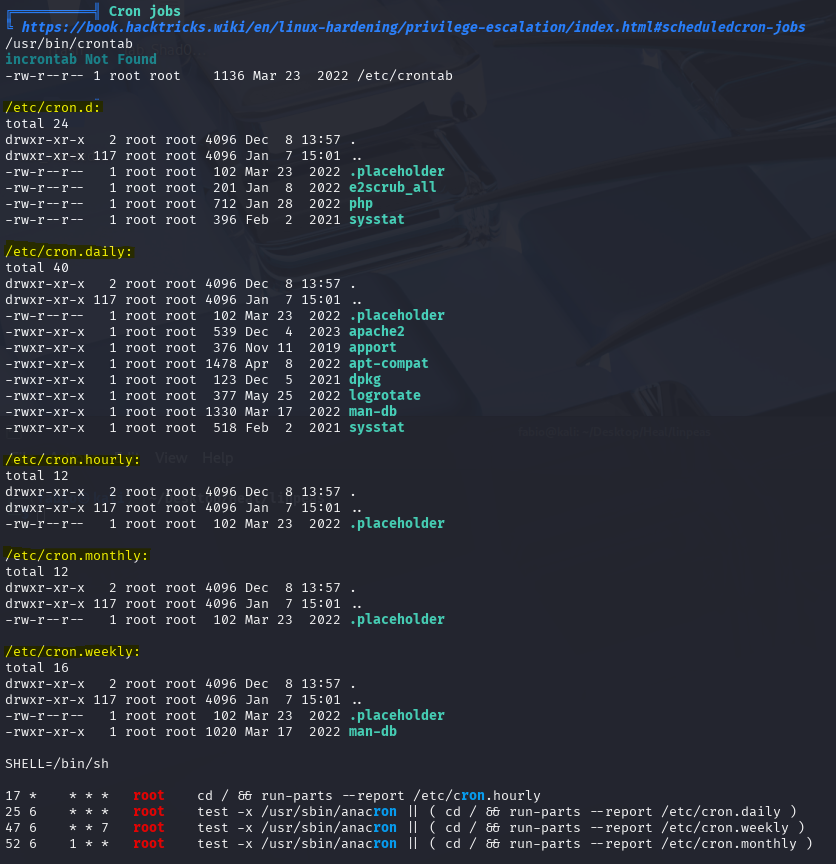 ╔══════════╣ Cron jobs
╚ https://book.hacktricks.wiki/en/linux-hardening/privilege-escalation/index.html#scheduledcron-jobs
/usr/bin/crontab
incrontab Not Found
-rw-r--r-- 1 root root    1136 Mar 23  2022 /etc/crontab

/etc/cron.d:
total 24
drwxr-xr-x   2 root root 4096 Dec  8 13:57 .
drwxr-xr-x 117 root root 4096 Jan  7 15:01 ..
-rw-r--r--   1 root root  102 Mar 23  2022 .placeholder
-rw-r--r--   1 root root  201 Jan  8  2022 e2scrub_all
-rw-r--r--   1 root root  712 Jan 28  2022 php
-rw-r--r--   1 root root  396 Feb  2  2021 sysstat

/etc/cron.daily:
total 40
drwxr-xr-x   2 root root 4096 Dec  8 13:57 .
drwxr-xr-x 117 root root 4096 Jan  7 15:01 ..
-rw-r--r--   1 root root  102 Mar 23  2022 .placeholder
-rwxr-xr-x   1 root root  539 Dec  4  2023 apache2
-rwxr-xr-x   1 root root  376 Nov 11  2019 apport
-rwxr-xr-x   1 root root 1478 Apr  8  2022 apt-compat
-rwxr-xr-x   1 root root  123 Dec  5  2021 dpkg
-rwxr-xr-x   1 root root  377 May 25  2022 logrotate
-rwxr-xr-x   1 root root 1330 Mar 17  2022 man-db
-rwxr-xr-x   1 root root  518 Feb  2  2021 sysstat

/etc/cron.hourly:
View Help
total 12
drwxr-xr-x   2 root root 4096 Dec  8 13:57 .
drwxr-xr-x 117 root root 4096 Jan  7 15:01 ..
-rw-r--r--   1 root root  102 Mar 23  2022 .placeholder

/etc/cron.monthly:
total 12
drwxr-xr-x   2 root root 4096 Dec  8 13:57 .
drwxr-xr-x 117 root root 4096 Jan  7 15:01 ..
-rw-r--r--   1 root root  102 Mar 23  2022 .placeholder

/etc/cron.weekly:
total 16
drwxr-xr-x   2 root root 4096 Dec  8 13:57 .
drwxr-xr-x 117 root root 4096 Jan  7 15:01 ..
-rw-r--r--   1 root root  102 Mar 23  2022 .placeholder
-rwxr-xr-x   1 root root 1020 Mar 17  2022 man-db

SHELL=/bin/sh

17 *    * * *   root    cd / && run-parts --report /etc/cron.hourly
25 6    * * *   root    test -x /usr/sbin/anacron || ( cd / && run-parts --report /etc/cron.daily )
47 6    * * 7   root    test -x /usr/sbin/anacron || ( cd / && run-parts --report /etc/cron.weekly )
52 6    1 * *   root    test -x /usr/sbin/anacron || ( cd / && run-parts --report /etc/cron.monthly )